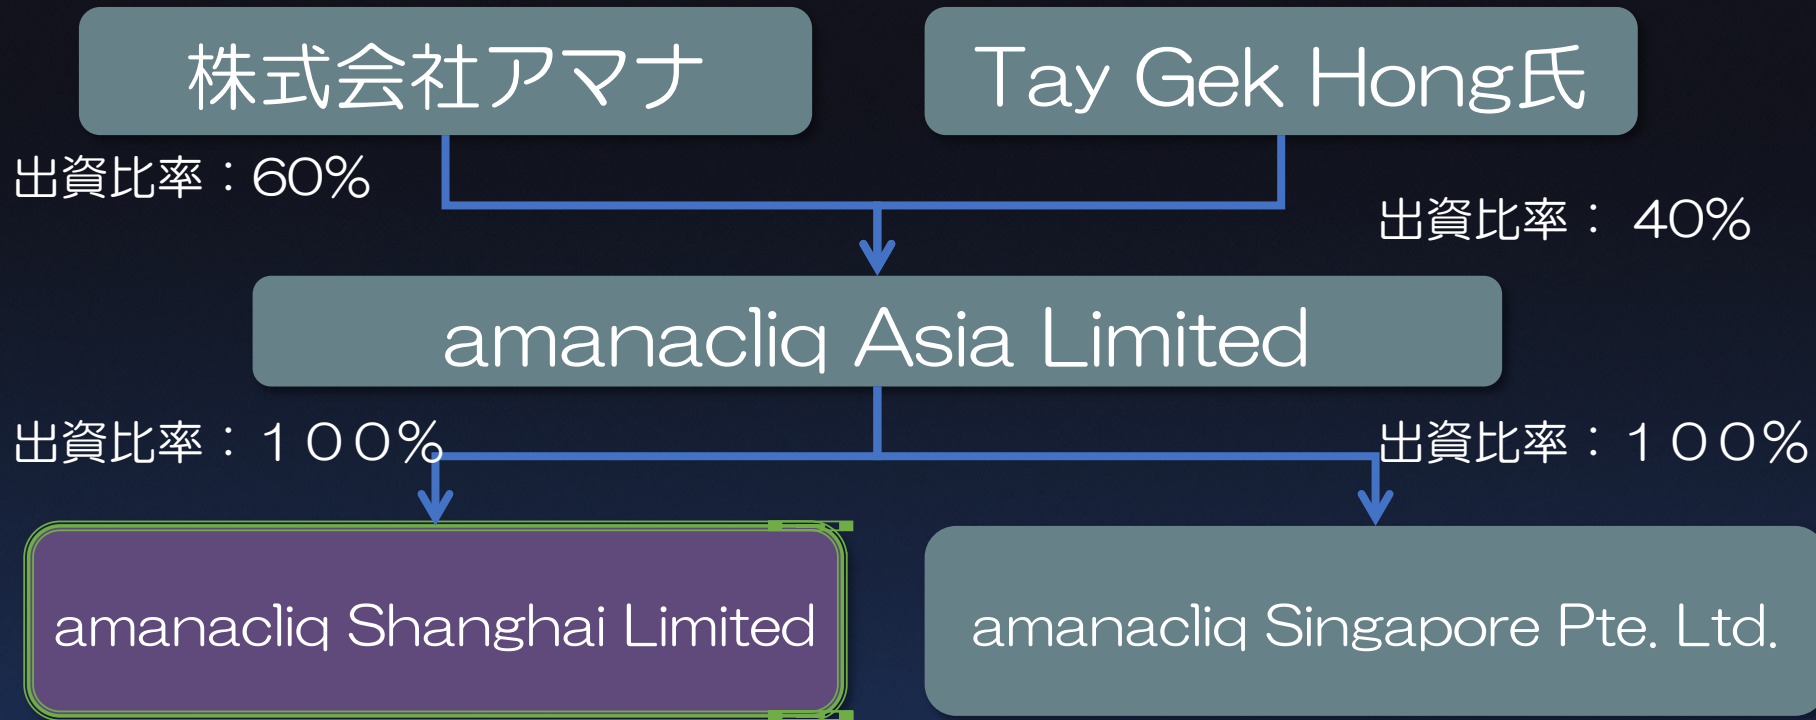 株式会社アマナ
Tay Gek Hong氏
出資比率：60%
出資比率： 40%
amanacliq Asia Limited
出資比率：１００%
出資比率：１００%
amanacliq Shanghai Limited
amanacliq Singapore Pte. Ltd.